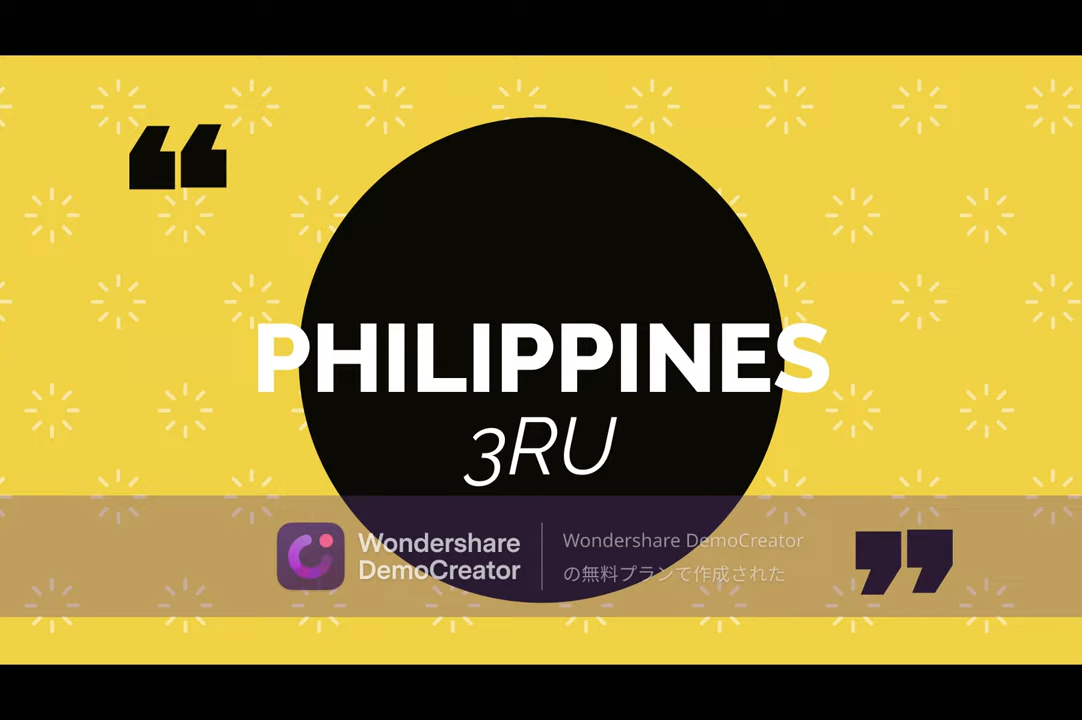 “
PHILIPPINES
3RU
Wondershare
DemoCreator
Wondershare DemoCreator
の無料プランで作成された
”